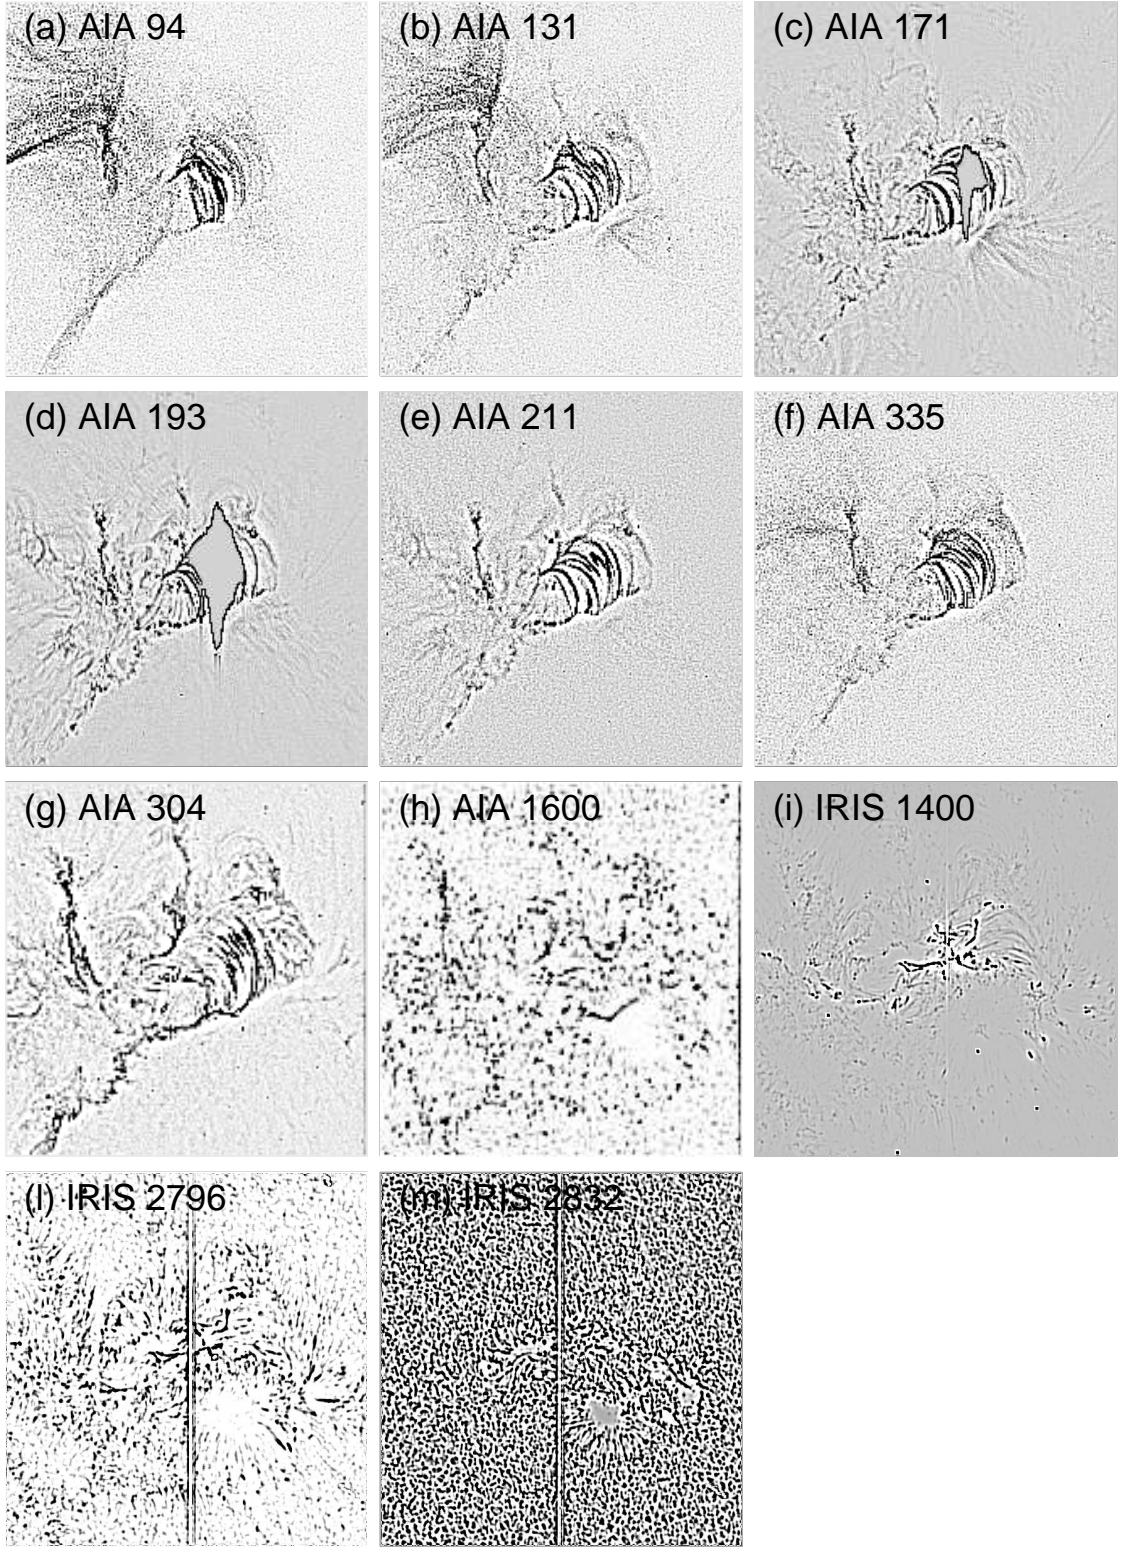 (a) AIA 94
(b) AIA 131
(c) AIA 171
(d) AIA 193
(e) AIA 211
(f) AIA 335
(g) AIA 304
(h) AIA 1600
(i) IRIS 1400
(l) IRIS 2796
(m) IRIS 2832